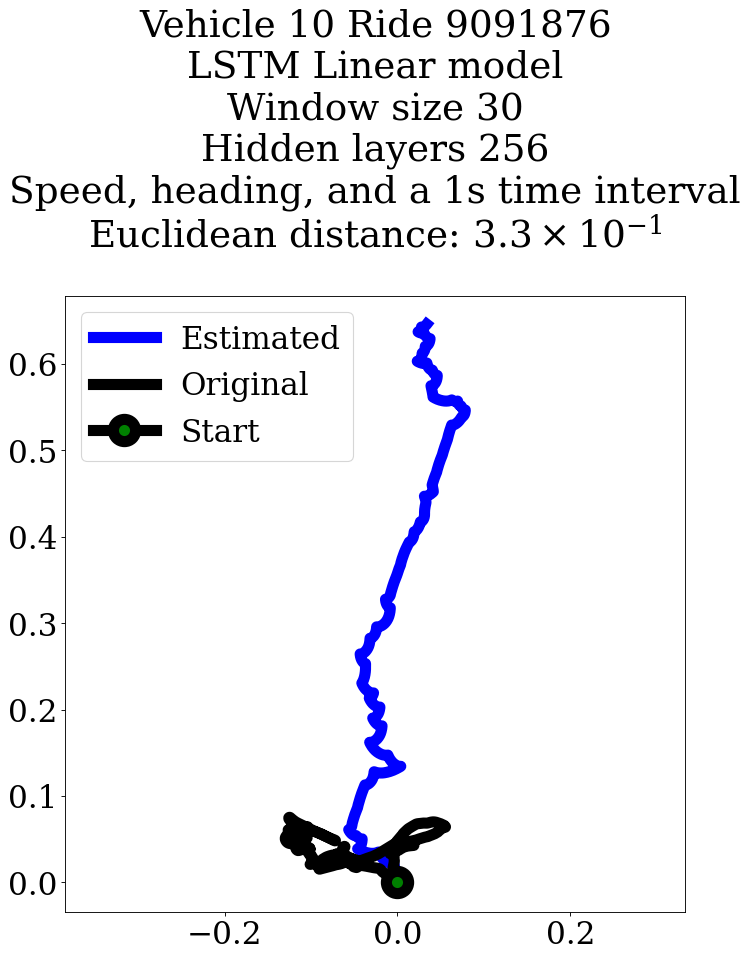 Vehicle 10 Ride 9091876
LSTM Linear model
Window size 30
Hidden layers 256
Speed, heading, and a 1s time interval
Euclidean distance: 3.3 × 10⁻¹
Estimated
Original
Start
0.6
0.5
0.4
0.3
0.2
0.1
0.0
−0.2 0.0 0.2